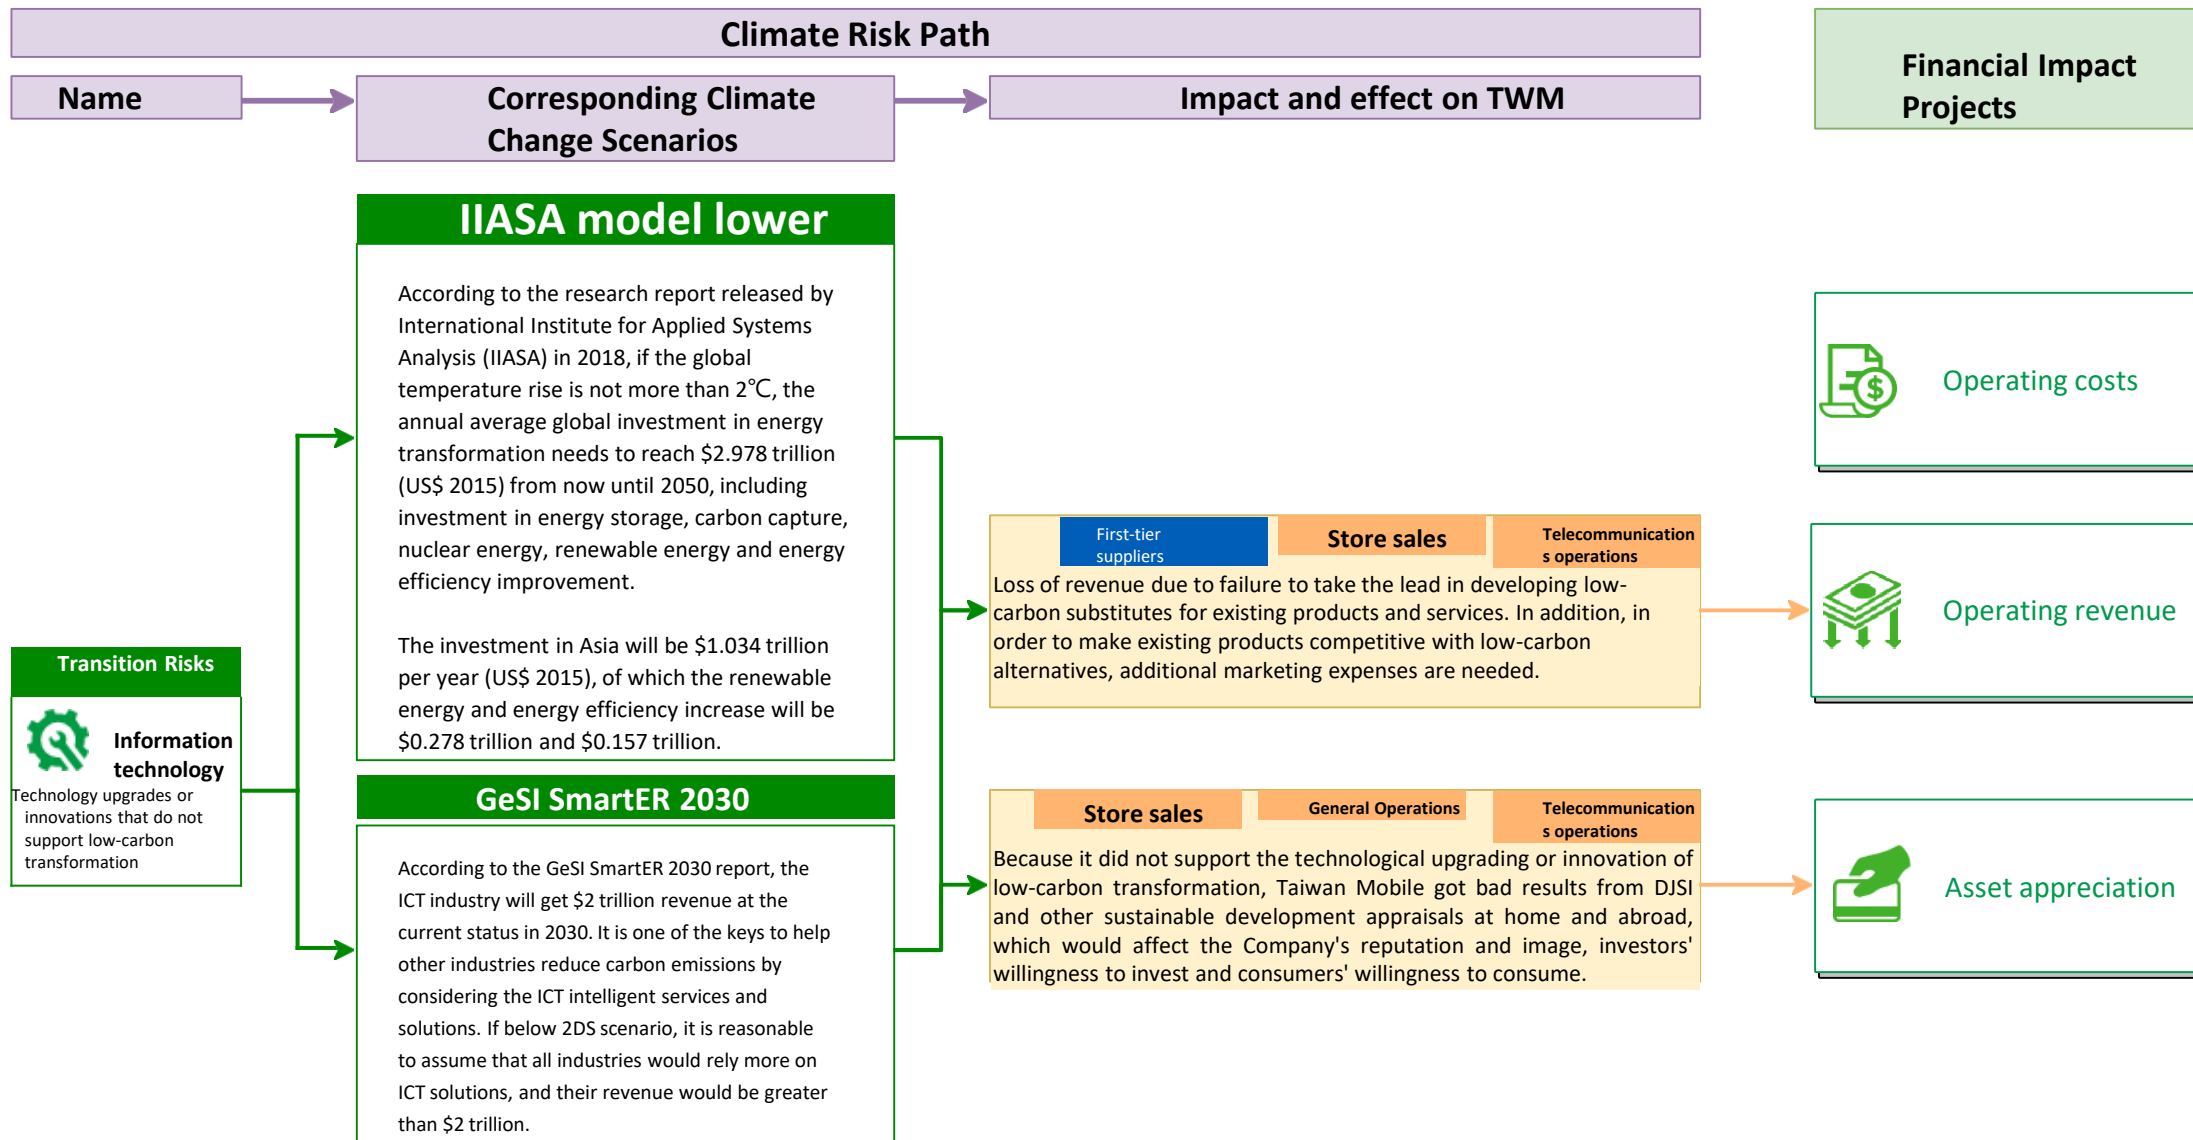 Climate Risk Path
Financial Impact
Projects
Name
Corresponding Climate
Change Scenarios
Impact and effect on TWM
Transition Risks
Information
technology
Technology upgrades or
innovations that do not
support low-carbon
transformation
IIASA model lower
According to the research report released by
International Institute for Applied Systems
Analysis (IIASA) in 2018, if the global
temperature rise is not more than 2℃, the
annual average global investment in energy
transformation needs to reach $2.978 trillion
(US$ 2015) from now until 2050, including
investment in energy storage, carbon capture,
nuclear energy, renewable energy and energy
efficiency improvement.
The investment in Asia will be $1.034 trillion
per year (US$ 2015), of which the renewable
energy and energy efficiency increase will be
$0.278 trillion and $0.157 trillion.
GeSI SmartER 2030
According to the GeSI SmartER 2030 report, the
ICT industry will get $2 trillion revenue at the
current status in 2030. It is one of the keys to help
other industries reduce carbon emissions by
considering the ICT intelligent services and
solutions. If below 2DS scenario, it is reasonable
to assume that all industries would rely more on
ICT solutions, and their revenue would be greater
than $2 trillion.
First-tier
suppliers
Store sales
Telecommunication
s operations
Loss of revenue due to failure to take the lead in developing low-
carbon substitutes for existing products and services. In addition, in
order to make existing products competitive with low-carbon
alternatives, additional marketing expenses are needed.
Store sales
General Operations
Telecommunication
s operations
Because it did not support the technological upgrading or innovation of
low-carbon transformation, Taiwan Mobile got bad results from DJSI
and other sustainable development appraisals at home and abroad,
which would affect the Company's reputation and image, investors'
willingness to invest and consumers' willingness to consume.
Operating costs
Operating revenue
Asset appreciation